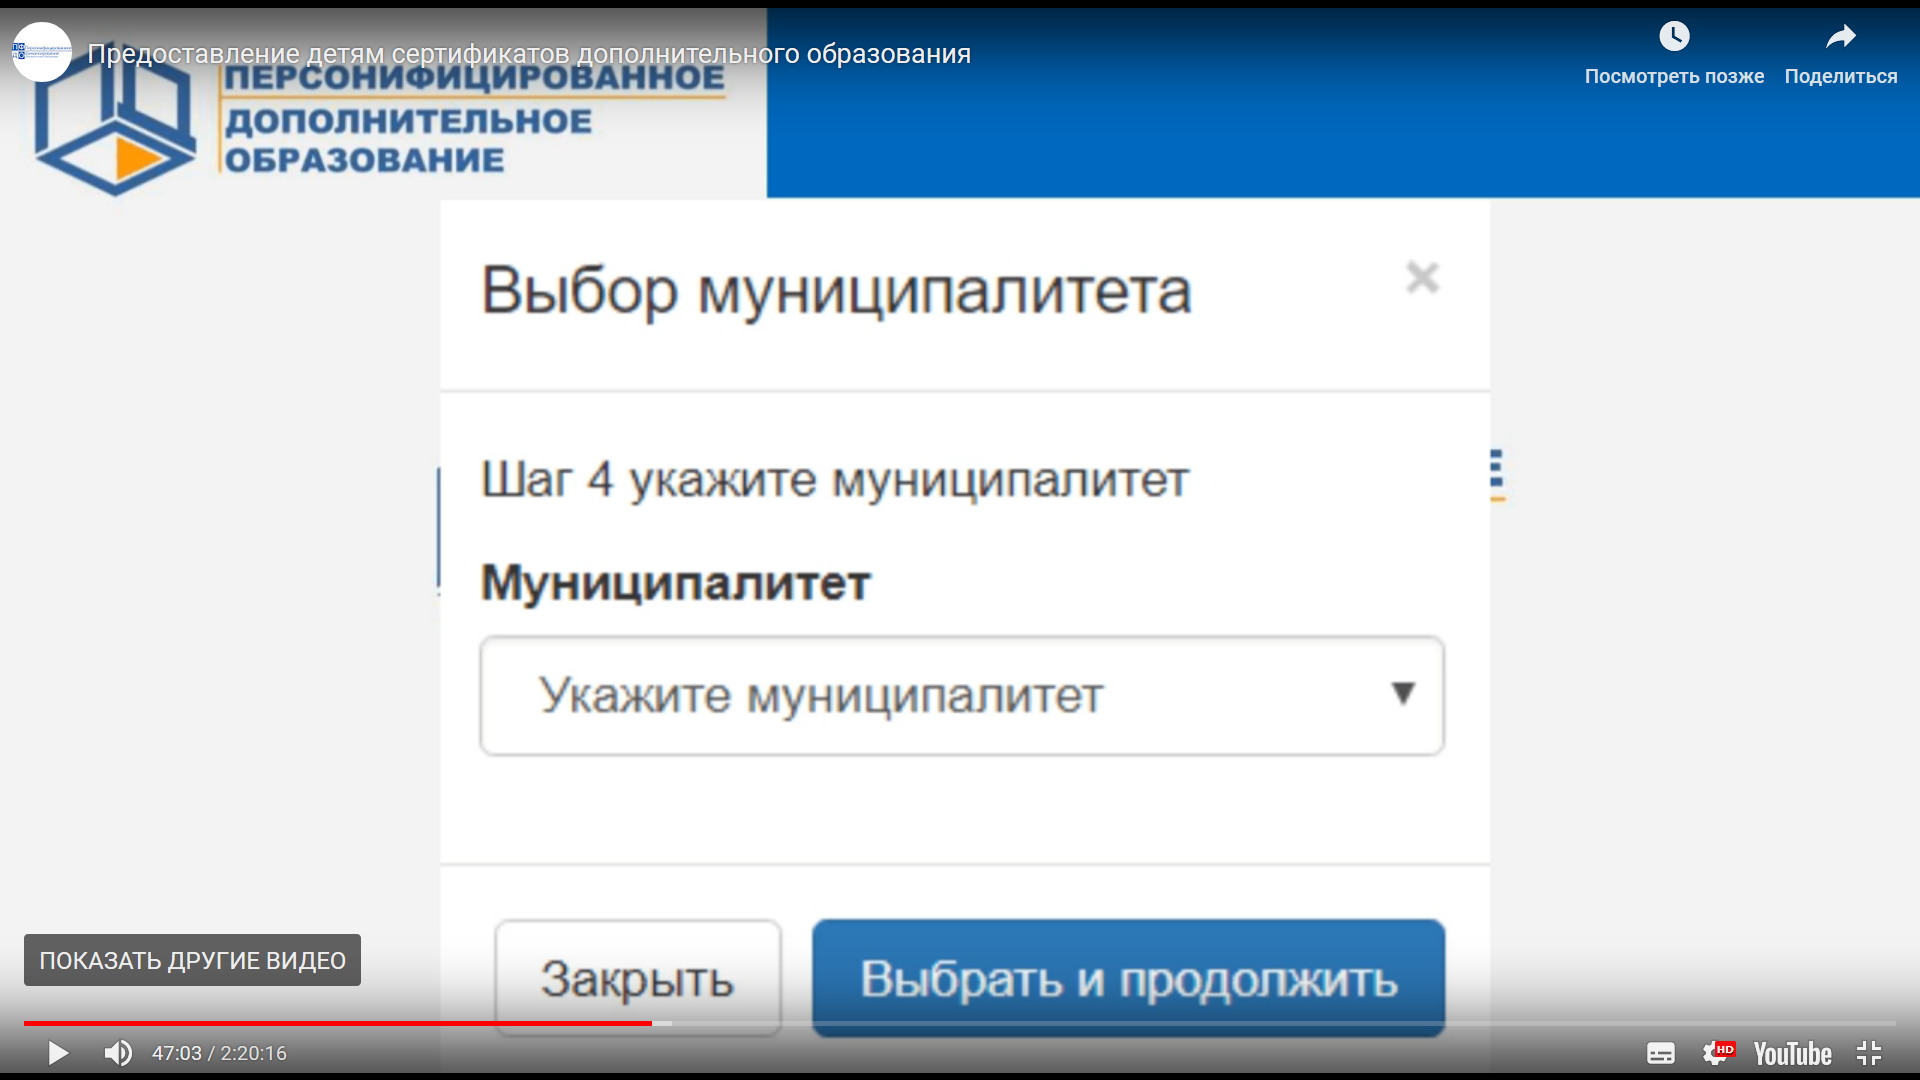 Предоставление детям сертификатов дополнительного образования
Посмотреть позже
Поделиться
ПЕРСОНИФИЦИРОВАННОЕ
ДОПОЛНИТЕЛЬНОЕ
ОБРАЗОВАНИЕ
Выбор муниципалитета
×
Шаг 4 укажите муниципалитет
Муниципалитет
Укажите муниципалитет
Е
ПОКАЗАТЬ ДРУГИЕ ВИДЕО
Закрыть
Выбрать и продолжить
47:03 / 2:20:16
HD
YouTube